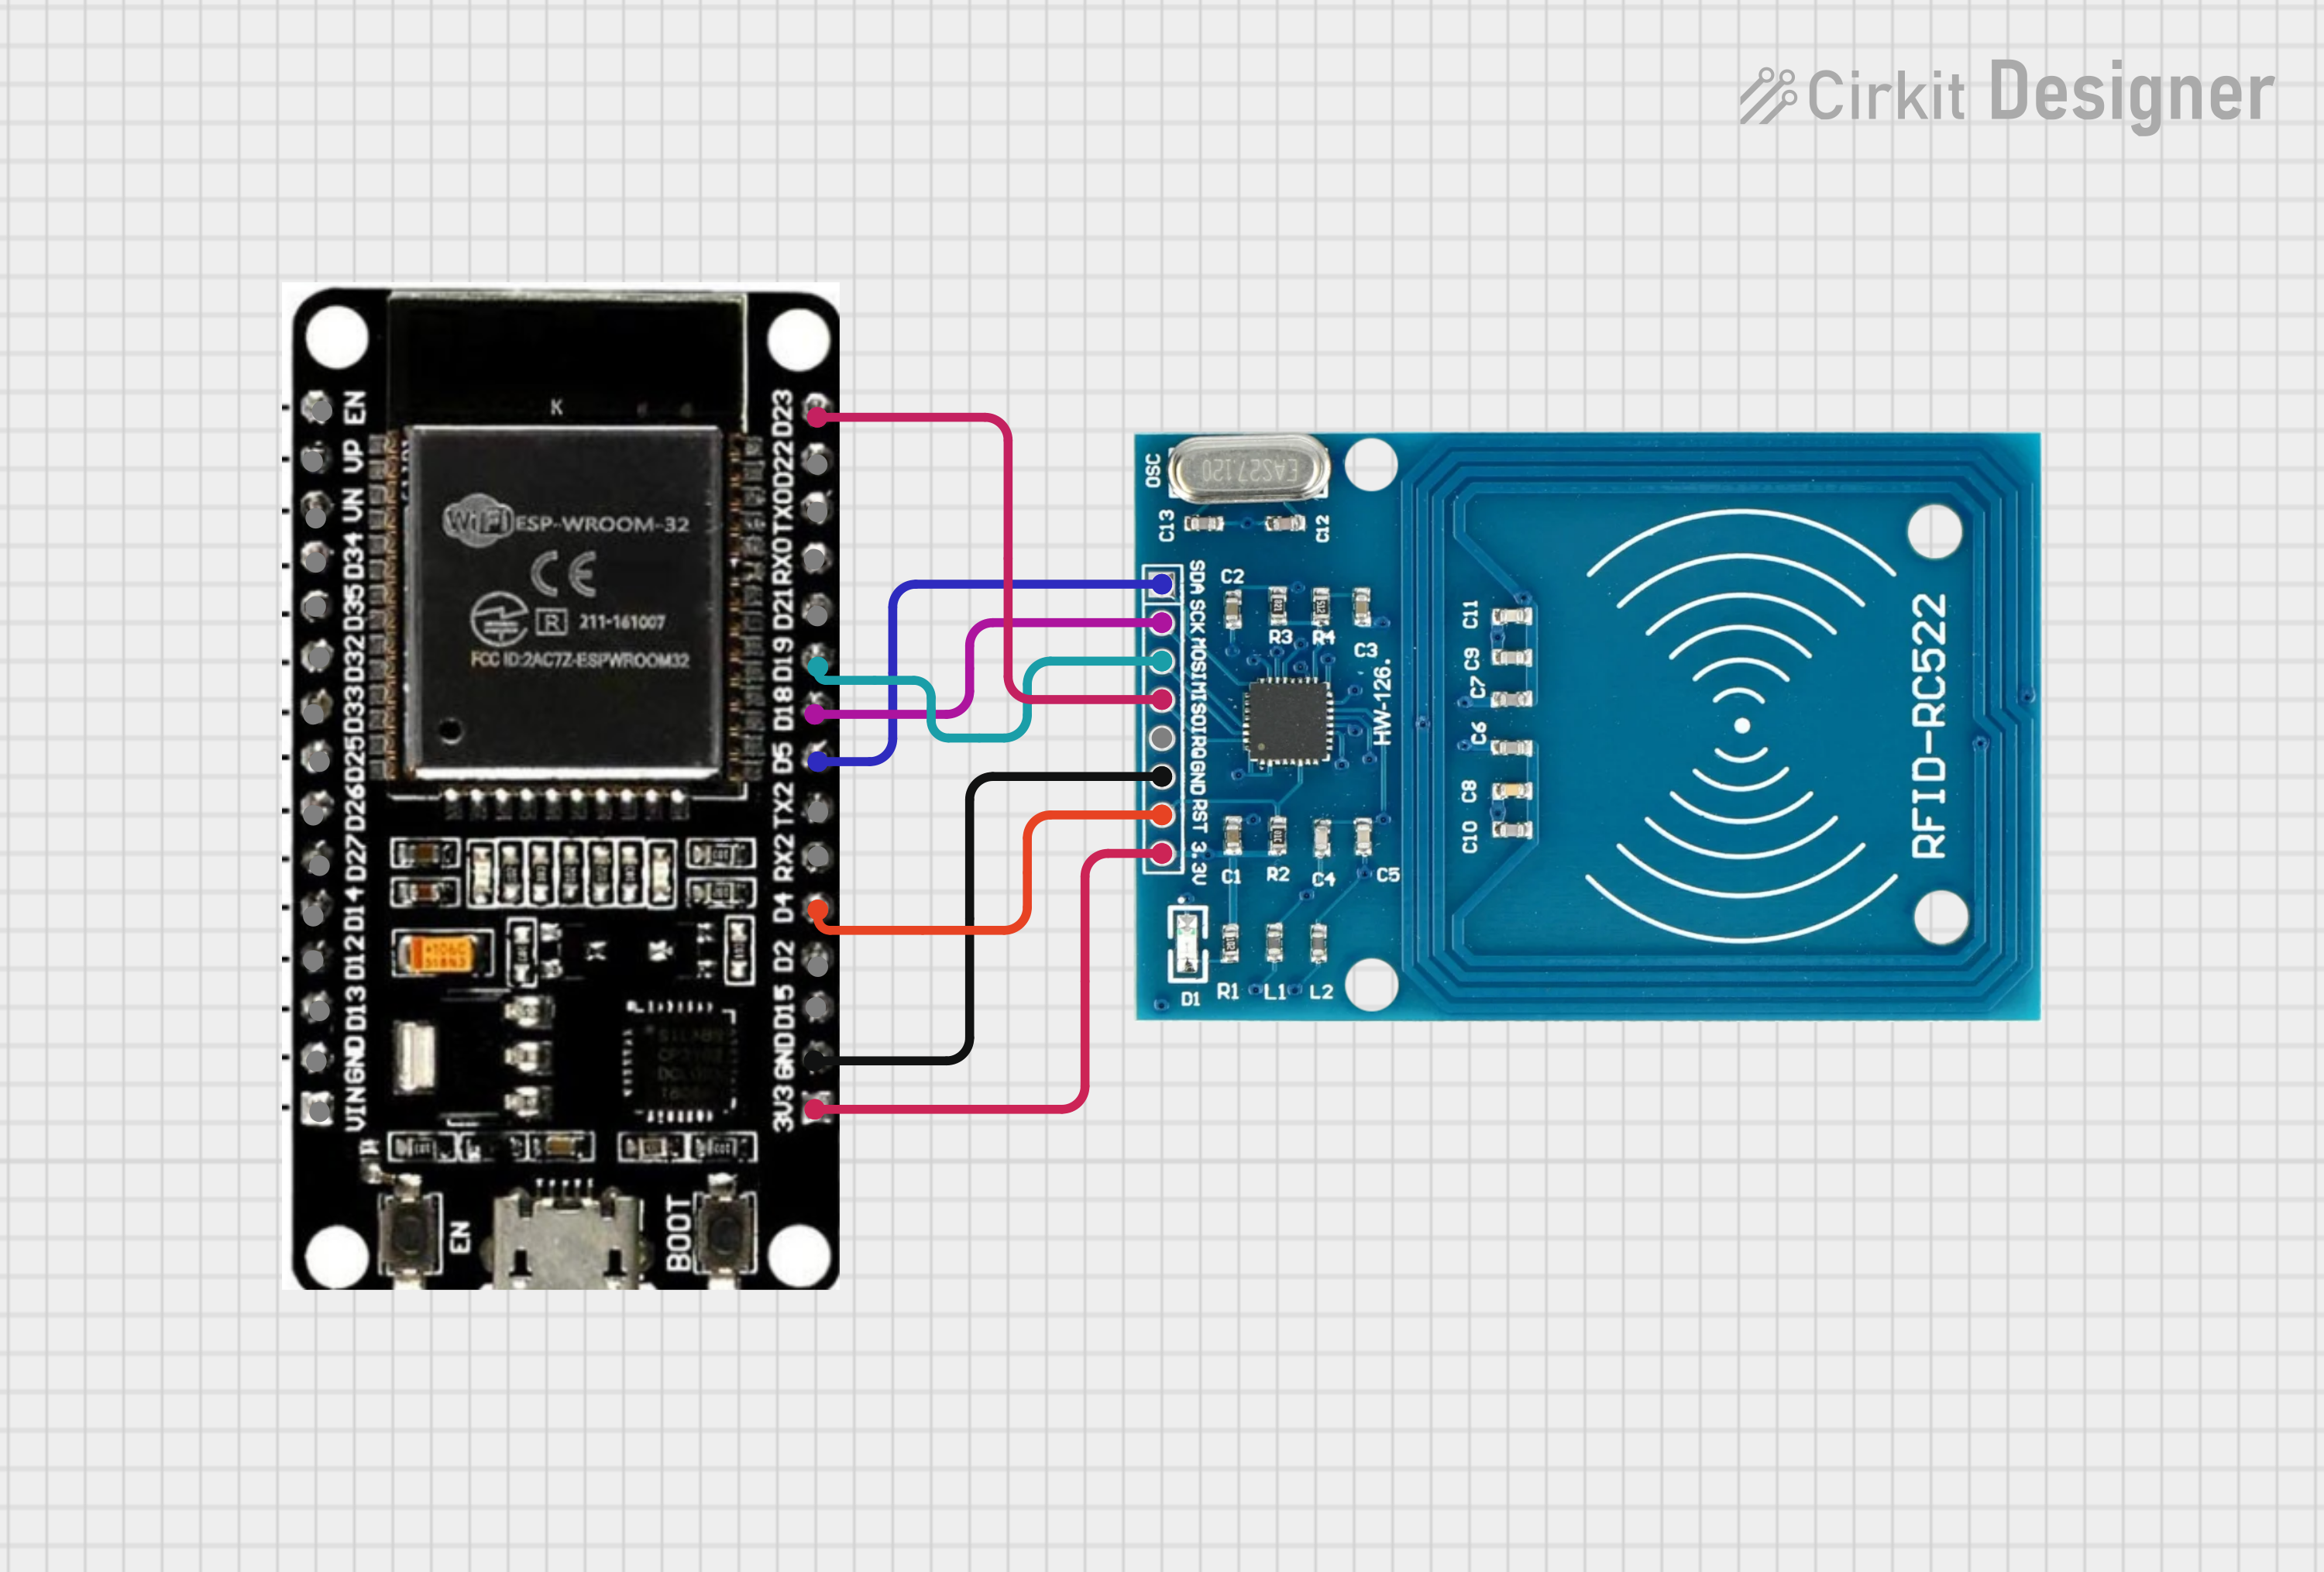 Cirkit Designer
EN
VP
VN
D34
D35
D32
D33
D25
D26
D27
D14
D12
D13
GND
VIN
K
WiFi ESP-WROOM-32
CE
R 211-161007
FCC ID:2AC7Z-ESPWROOM32
D23
D22
TX0
RX0
D21
D19
D18
D5
TX2
RX2
D4
D2
D15
GND
3V3
EN
BOOT
OSC
EAS27.120
C13
C12
SDA
SCK
MOSI
MISO
IRQ
GND
RST
3.3V
C2
R3
R4
C3
HW-126.
C1
R2
C4
C5
D1
R1
L1
L2
C11
C9
C7
C6
C8
C10
RFID-RC522